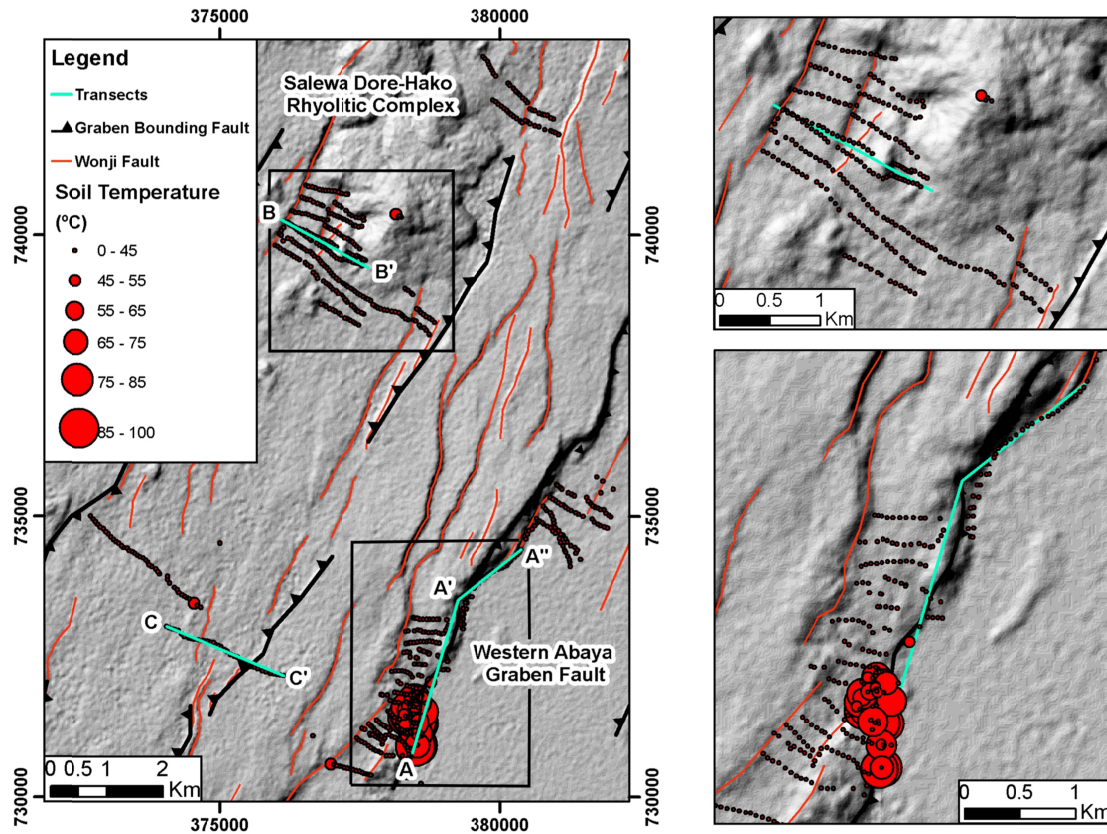 375000
380000
Legend
Transects
Graben Bounding Fault
Wonji Fault
Soil Temperature
(ºC)
0 - 45
45 - 55
55 - 65
65 - 75
75 - 85
85 - 100
Salewa Dore-Hako
Rhyolitic Complex
B
B'
740000
740000
735000
735000
A''
A'
C
C'
Western Abaya
Graben Fault
A
0 0.5 1 2
Km
730000
730000
375000
380000
0 0.5 1
Km
0 0.5 1
Km